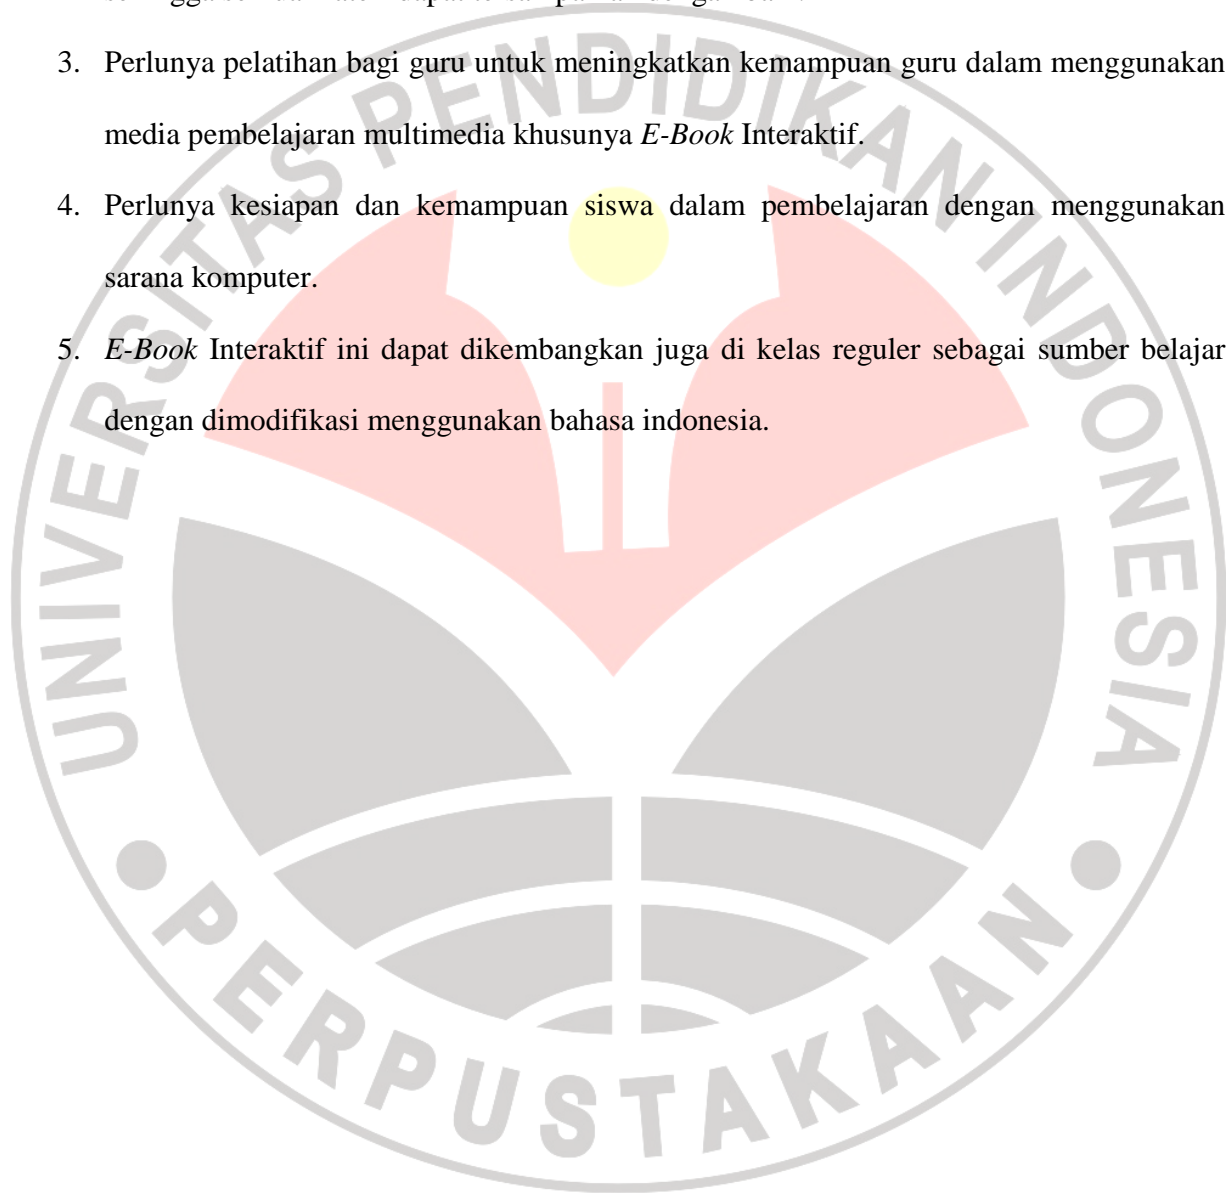 3. Perlunya pelatihan bagi guru untuk meningkatkan kemampuan guru dalam menggunakan
media pembelajaran multimedia khusunya E-Book Interaktif.
4. Perlunya kesiapan dan kemampuan siswa dalam pembelajaran dengan menggunakan
sarana komputer.
5. E-Book Interaktif ini dapat dikembangkan juga di kelas reguler sebagai sumber belajar
dengan dimodifikasi menggunakan bahasa indonesia.
UNIVERSITAS PENDIDIKAN INDONESIA
PERPUSTAKAAN